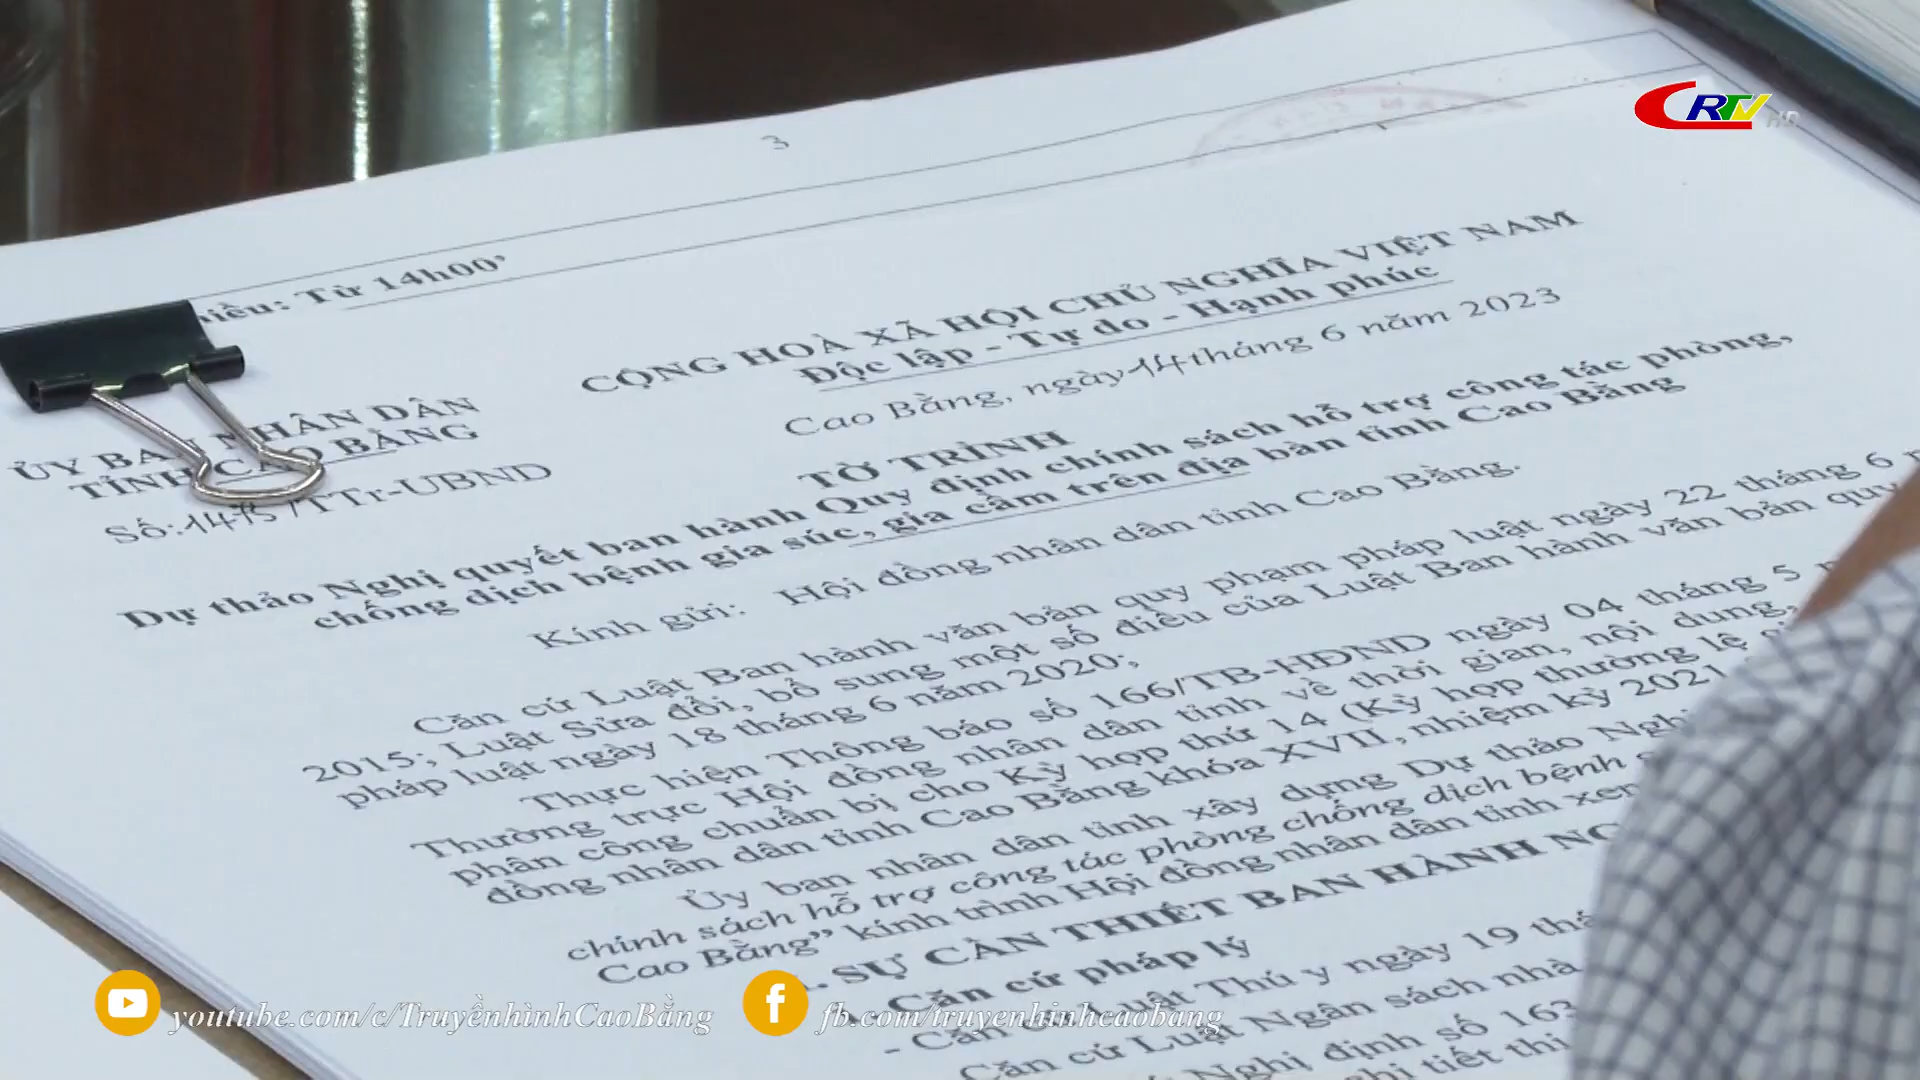 CRTV HD
3
iều: Từ 14h00'
ỦY BAN NHÂN DÂN
TỈNH CAO BẰNG
Số: /TTr-UBND
CỘNG HOÀ XÃ HỘI CHỦ NGHĨA VIỆT NAM
Độc lập - Tự do - Hạnh phúc
Cao Bằng, ngày 14 tháng 6 năm 2023
TỜ TRÌNH
Dự thảo Nghị quyết ban hành Quy định chính sách hỗ trợ công tác phòng,
chống dịch bệnh gia súc, gia cầm trên địa bàn tỉnh Cao Bằng
Kính gửi: Hội đồng nhân dân tỉnh Cao Bằng.
Căn cứ Luật Ban hành văn bản quy phạm pháp luật ngày 22 tháng 6
2015; Luật Sửa đổi, bổ sung một số điều của Luật Ban hành văn bản quy
pháp luật ngày 18 tháng 6 năm 2020;
Thực hiện Thông báo số 166/TB-HĐND ngày 04 tháng 5
Thường trực Hội đồng nhân dân tỉnh về thời gian, nội dung,
phân công chuẩn bị cho Kỳ họp thứ 14 (Kỳ họp thường lệ
đồng nhân dân tỉnh Cao Bằng khóa XVII, nhiệm kỳ 2021
Ủy ban nhân dân tỉnh xây dựng Dự thảo Nghị
chính sách hỗ trợ công tác phòng chống dịch bệnh
Cao Bằng” kính trình Hội đồng nhân dân tỉnh xem
. SỰ CẦN THIẾT BAN HÀNH
Căn cứ pháp lý
- Căn cứ Luật Thú y ngày 19
Căn cứ Luật Ngân sách nhà
Nghị định số 163
tiết thi
youtube.com/c/TruyềnhìnhCaoBằng
fb.com/truyenhinhcaobang